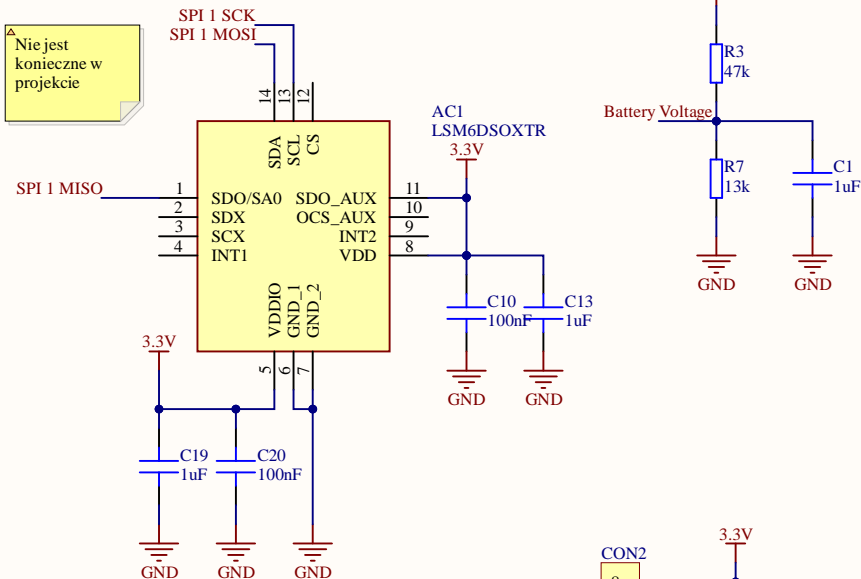 SPI 1 SCK
SPI 1 MOSI
Nie jest
konieczne w
projekcie
14
13
12
SDA
SCL
CS
AC1
LSM6DSOXTR
3.3V
SPI 1 MISO
1
SDO/SA0
SDO_AUX
11
2
SDX
OCS_AUX
10
3
SCX
INT2
9
4
INT1
VDD
8
VDDIO
GND_1
GND_2
5
6
7
C10
100nF
C13
1uF
GND
GND
3.3V
C19
1uF
C20
100nF
GND
GND
GND
R3
47k
Battery Voltage
R7
13k
C1
1uF
GND
GND
CON2
3.3V